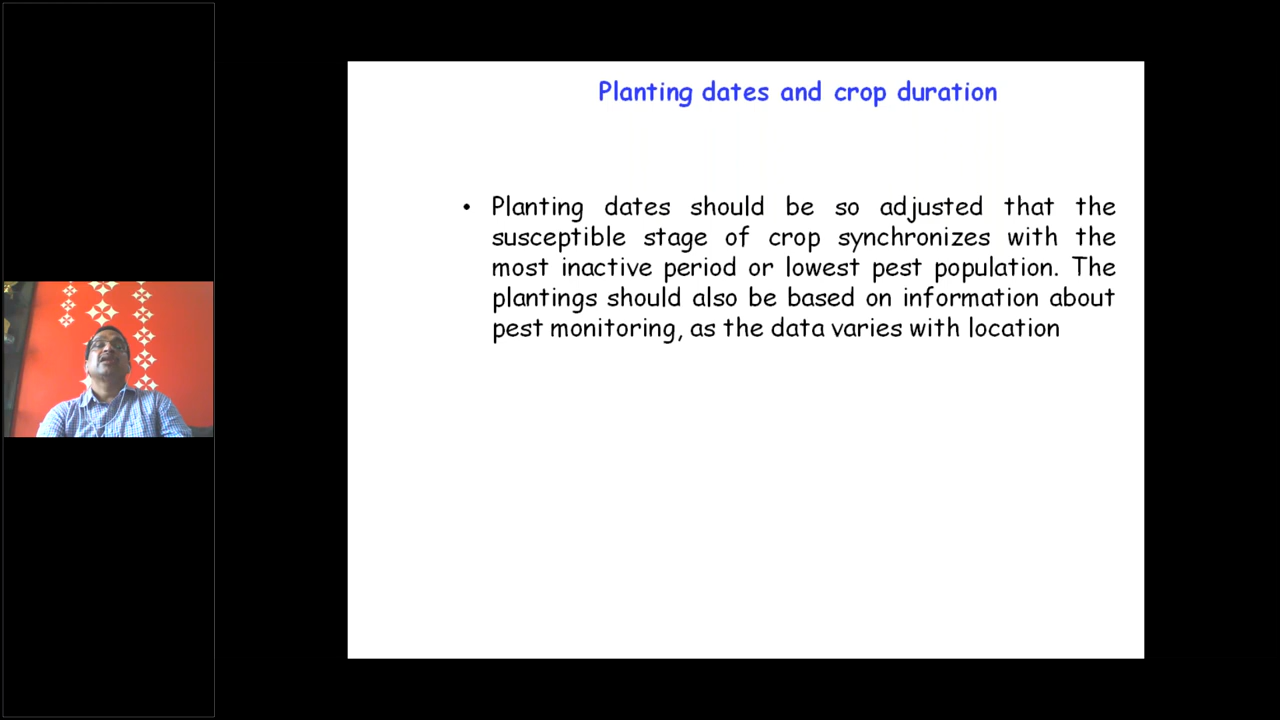 Planting dates and crop duration
• Planting dates should be so adjusted that the
susceptible stage of crop synchronizes with the
most inactive period or lowest pest population. The
plantings should also be based on information about
pest monitoring, as the data varies with location